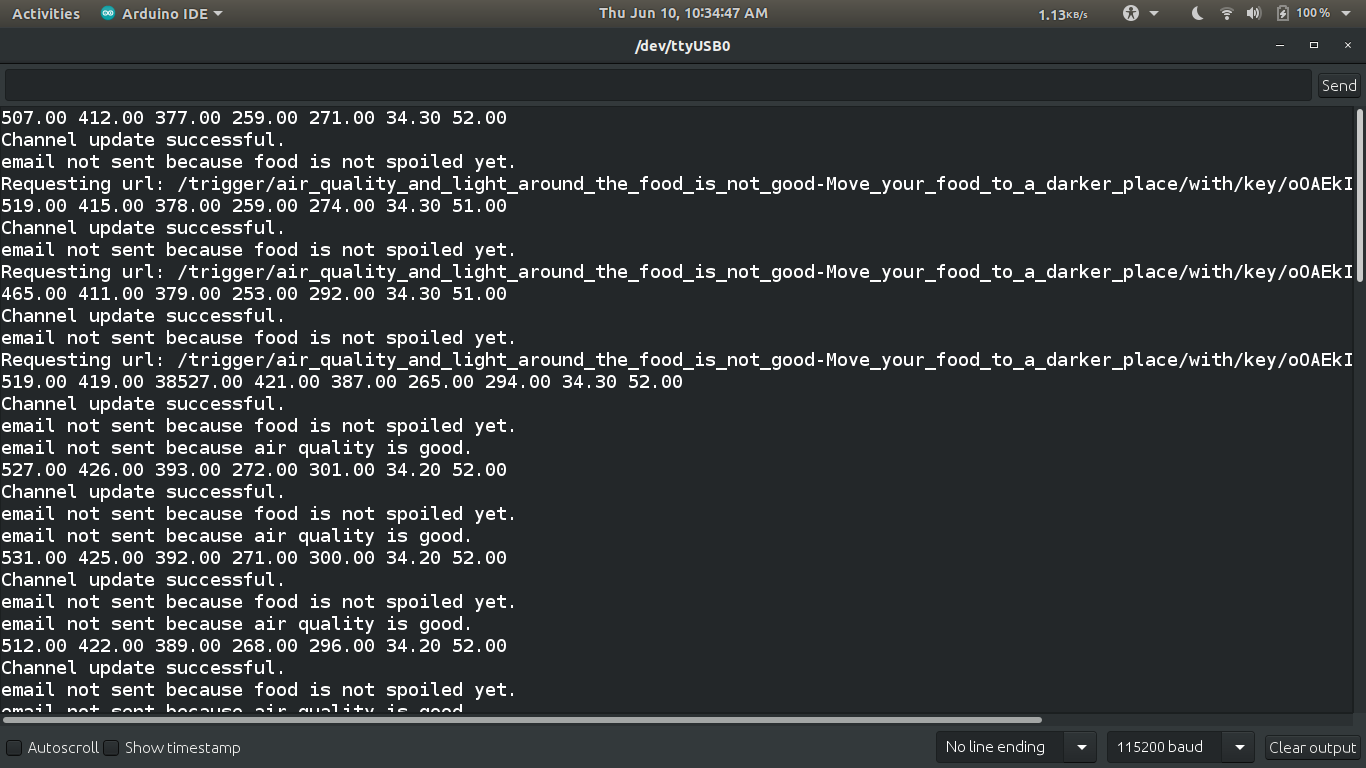 Activities Arduino IDE Thu Jun 10, 10:34:47 AM 1.13KB/s 100 %
/dev/ttyUSB0
Send
507.00 412.00 377.00 259.00 271.00 34.30 52.00
Channel update successful.
email not sent because food is not spoiled yet.
Requesting url: /trigger/air_quality_and_light_around_the_food_is_not_good-Move_your_food_to_a_darker_place/with/key/oOAEkI
519.00 415.00 378.00 259.00 274.00 34.30 51.00
Channel update successful.
email not sent because food is not spoiled yet.
Requesting url: /trigger/air_quality_and_light_around_the_food_is_not_good-Move_your_food_to_a_darker_place/with/key/oOAEkI
465.00 411.00 379.00 253.00 292.00 34.30 51.00
Channel update successful.
email not sent because food is not spoiled yet.
Requesting url: /trigger/air_quality_and_light_around_the_food_is_not_good-Move_your_food_to_a_darker_place/with/key/oOAEkI
519.00 419.00 38527.00 421.00 387.00 265.00 294.00 34.30 52.00
Channel update successful.
email not sent because food is not spoiled yet.
email not sent because air quality is good.
527.00 426.00 393.00 272.00 301.00 34.20 52.00
Channel update successful.
email not sent because food is not spoiled yet.
email not sent because air quality is good.
531.00 425.00 392.00 271.00 300.00 34.20 52.00
Channel update successful.
email not sent because food is not spoiled yet.
email not sent because air quality is good.
512.00 422.00 389.00 268.00 296.00 34.20 52.00
Channel update successful.
email not sent because food is not spoiled yet.
email not sent because air quality is good.
Autoscroll Show timestamp No line ending 115200 baud Clear output